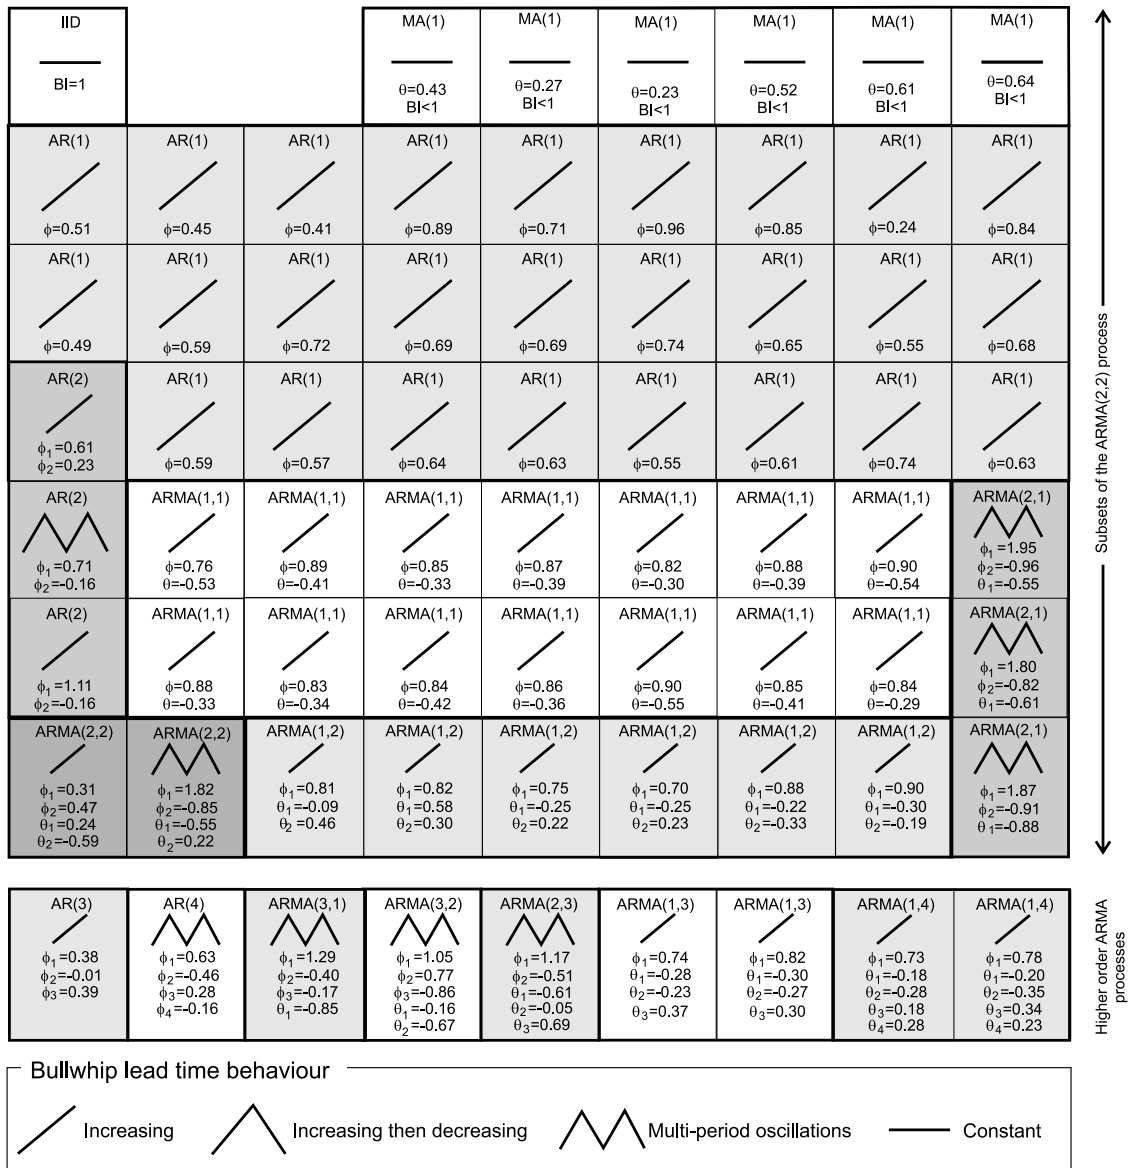 IID
BI=1
MA(1)
θ=0.43
BI<1
MA(1)
θ=0.27
BI<1
MA(1)
θ=0.23
BI<1
MA(1)
θ=0.52
BI<1
MA(1)
θ=0.61
BI<1
MA(1)
θ=0.64
BI<1
AR(1)
ϕ=0.51
AR(1)
ϕ=0.45
AR(1)
ϕ=0.41
AR(1)
ϕ=0.89
AR(1)
ϕ=0.71
AR(1)
ϕ=0.96
AR(1)
ϕ=0.85
AR(1)
ϕ=0.24
AR(1)
ϕ=0.84
AR(1)
ϕ=0.49
AR(1)
ϕ=0.59
AR(1)
ϕ=0.72
AR(1)
ϕ=0.69
AR(1)
ϕ=0.69
AR(1)
ϕ=0.74
AR(1)
ϕ=0.65
AR(1)
ϕ=0.55
AR(1)
ϕ=0.68
AR(2)
ϕ₁=0.61
ϕ₂=0.23
AR(1)
ϕ=0.59
AR(1)
ϕ=0.57
AR(1)
ϕ=0.64
AR(1)
ϕ=0.63
AR(1)
ϕ=0.55
AR(1)
ϕ=0.61
AR(1)
ϕ=0.74
AR(1)
ϕ=0.63
AR(2)
ϕ₁=0.71
ϕ₂=-0.16
ARMA(1,1)
ϕ=0.76
θ=-0.53
ARMA(1,1)
ϕ=0.89
θ=-0.41
ARMA(1,1)
ϕ=0.85
θ=-0.33
ARMA(1,1)
ϕ=0.87
θ=-0.39
ARMA(1,1)
ϕ=0.82
θ=-0.30
ARMA(1,1)
ϕ=0.88
θ=-0.39
ARMA(1,1)
ϕ=0.90
θ=-0.54
ARMA(2,1)
ϕ₁=1.95
ϕ₂=-0.96
θ₁=-0.55
AR(2)
ϕ₁=1.11
ϕ₂=-0.16
ARMA(1,1)
ϕ=0.88
θ=-0.33
ARMA(1,1)
ϕ=0.83
θ=-0.34
ARMA(1,1)
ϕ=0.84
θ=-0.42
ARMA(1,1)
ϕ=0.86
θ=-0.36
ARMA(1,1)
ϕ=0.90
θ=-0.55
ARMA(1,1)
ϕ=0.85
θ=-0.41
ARMA(1,1)
ϕ=0.84
θ=-0.29
ARMA(2,1)
ϕ₁=1.80
ϕ₂=-0.82
θ₁=-0.61
ARMA(2,2)
ϕ₁=0.31
ϕ₂=0.47
θ₁=0.24
θ₂=-0.59
ARMA(2,2)
ϕ₁=1.82
ϕ₂=-0.85
θ₁=-0.55
θ₂=0.22
ARMA(1,2)
ϕ₁=0.81
θ₁=-0.09
θ₂ 0.46
ARMA(1,2)
ϕ₁=0.82
θ₁=0.58
θ₂=0.30
ARMA(1,2)
ϕ₁=0.75
θ₁=-0.25
θ₂=0.22
ARMA(1,2)
ϕ₁=0.70
θ₁=-0.25
θ₂=0.23
ARMA(1,2)
ϕ₁=0.88
θ₁=-0.22
θ₂=-0.33
ARMA(1,2)
ϕ₁=0.90
θ₁=-0.30
θ₂=-0.19
ARMA(2,1)
ϕ₁=1.87
ϕ₂=-0.91
θ₁=-0.88
Subsets of the ARMA(2,2) process
AR(3)
ϕ₁=0.38
ϕ₂=-0.01
ϕ₃=0.39
AR(4)
ϕ₁=0.63
ϕ₂=-0.46
ϕ₃=0.28
ϕ₄=-0.16
ARMA(3,1)
ϕ₁=1.29
ϕ₂=-0.40
ϕ₃=-0.17
θ₁=-0.85
ARMA(3,2)
ϕ₁=1.05
ϕ₂=0.77
ϕ₃=-0.86
θ₁=-0.16
θ₂=-0.67
ARMA(2,3)
ϕ₁=1.17
ϕ₂=-0.51
θ₁=-0.61
θ₂=-0.05
θ₃=0.69
ARMA(1,3)
ϕ₁=0.74
θ₁=-0.28
θ₂=-0.23
θ₃=0.37
ARMA(1,3)
ϕ₁=0.82
θ₁=-0.30
θ₂=-0.27
θ₃=0.30
ARMA(1,4)
ϕ₁=0.73
θ₁=-0.18
θ₂=-0.28
θ₃=0.18
θ₄=0.28
ARMA(1,4)
ϕ₁=0.78
θ₁=-0.20
θ₂=-0.35
θ₃=0.34
θ₄=0.23
Higher order ARMA
processes
Bullwhip lead time behaviour
Increasing
Increasing then decreasing
Multi-period oscillations
Constant